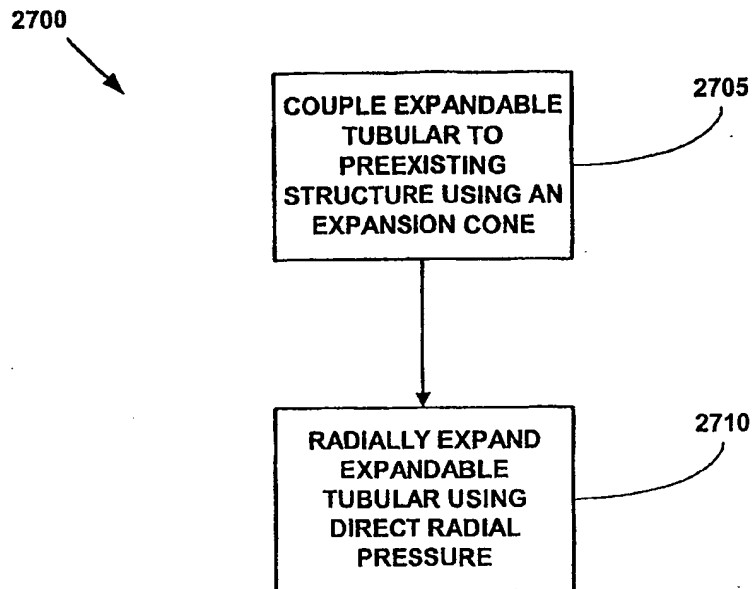 2700
2705
COUPLE EXPANDABLE
TUBULAR TO
PREEXISTING
STRUCTURE USING AN
EXPANSION CONE
2710
RADIALLY EXPAND
EXPANDABLE
TUBULAR USING
DIRECT RADIAL
PRESSURE